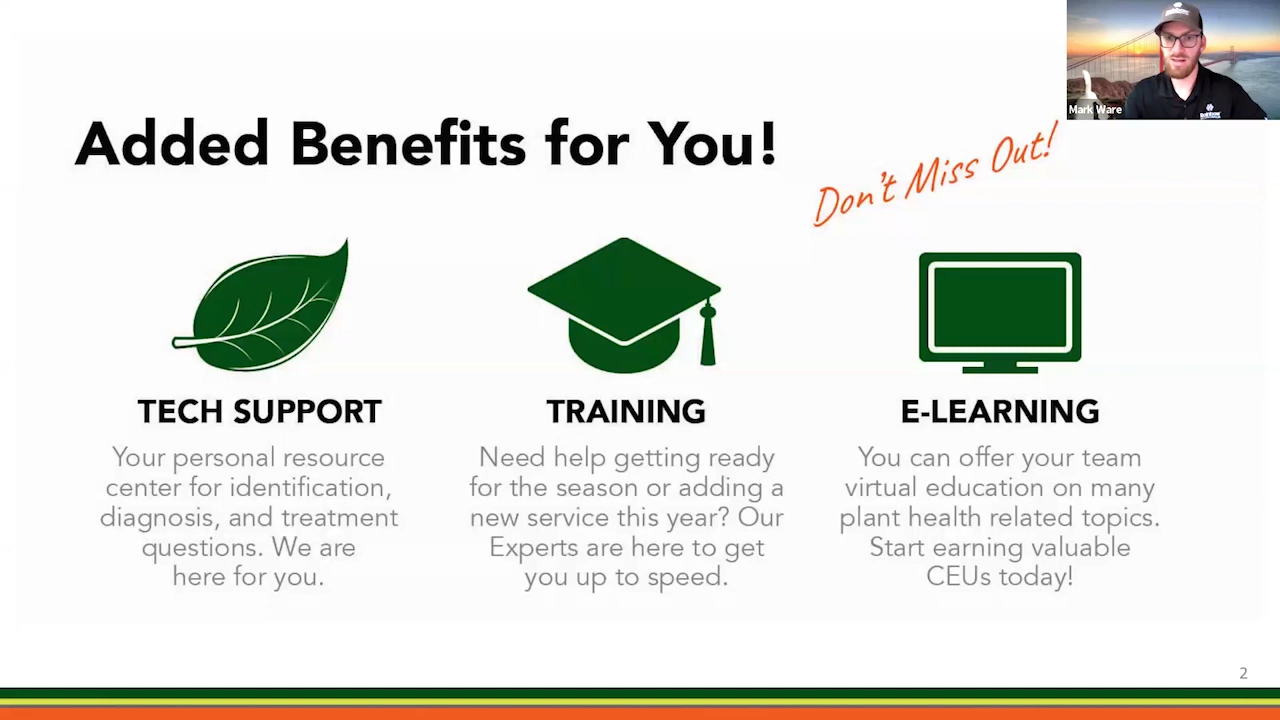 Mark Ware
Added Benefits for You!
Don't Miss Out!
TECH SUPPORT
Your personal resource
center for identification,
diagnosis, and treatment
questions. We are
here for you.
TRAINING
Need help getting ready
for the season or adding a
new service this year? Our
Experts are here to get
you up to speed.
E-LEARNING
You can offer your team
virtual education on many
plant health related topics.
Start earning valuable
CEUs today!
2